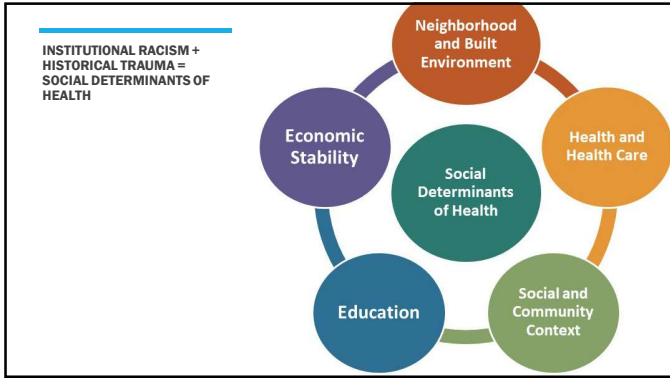 INSTITUTIONAL RACISM +
HISTORICAL TRAUMA =
SOCIAL DETERMINANTS OF
HEALTH
Neighborhood
and Built
Environment
Economic
Stability
Health and
Health Care
Social
Determinants
of Health
Education
Social and
Community
Context